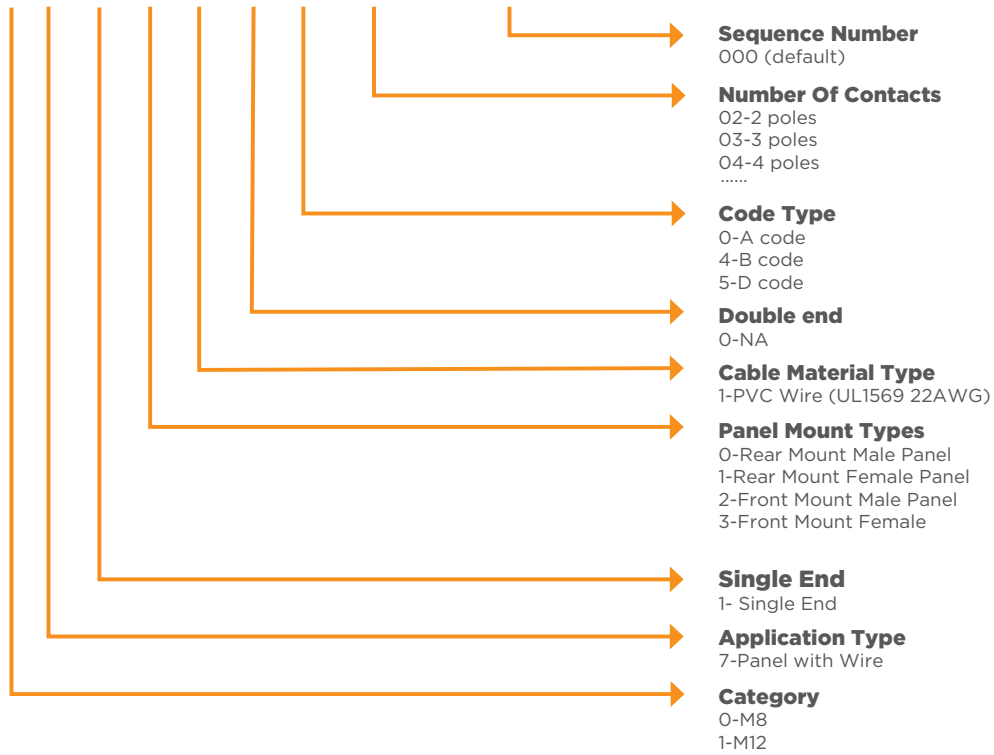 Sequence Number
000 (default)
Number Of Contacts
02-2 poles
03-3 poles
04-4 poles
......
Code Type
0-A code
4-B code
5-D code
Double end
0-NA
Cable Material Type
1-PVC Wire (UL1569 22AWG)
Panel Mount Types
0-Rear Mount Male Panel
1-Rear Mount Female Panel
2-Front Mount Male Panel
3-Front Mount Female
Single End
1- Single End
Application Type
7-Panel with Wire
Category
0-M8
1-M12